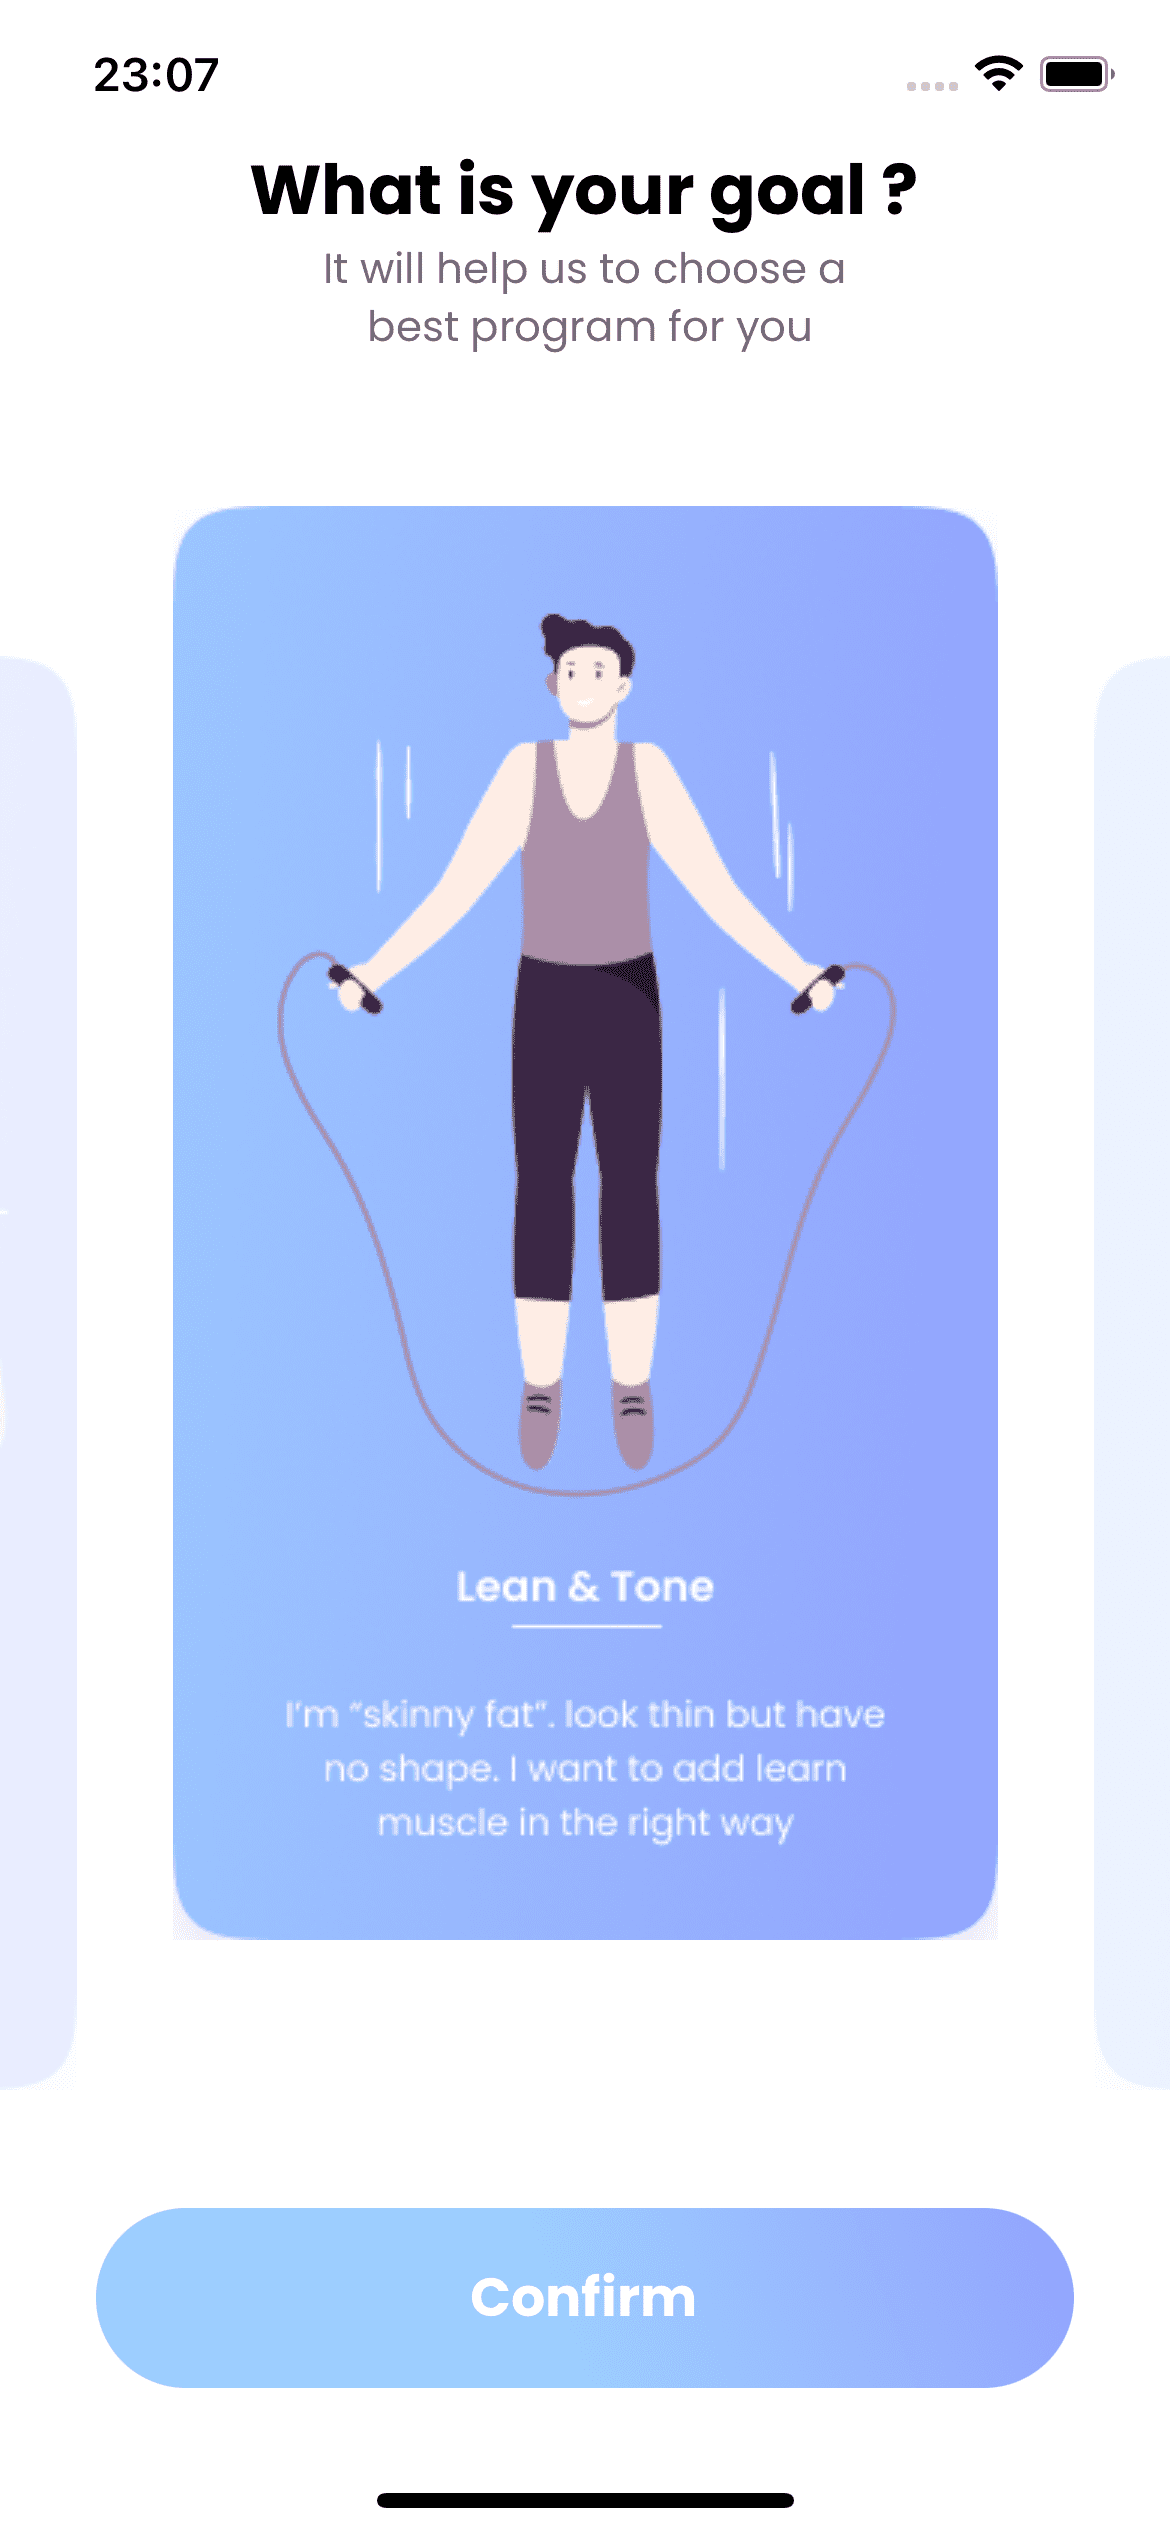 23:07
What is your goal ?
It will help us to choose a
best program for you
Lean & Tone
I'm “skinny fat”. look thin but have
no shape. I want to add learn
muscle in the right way
Confirm